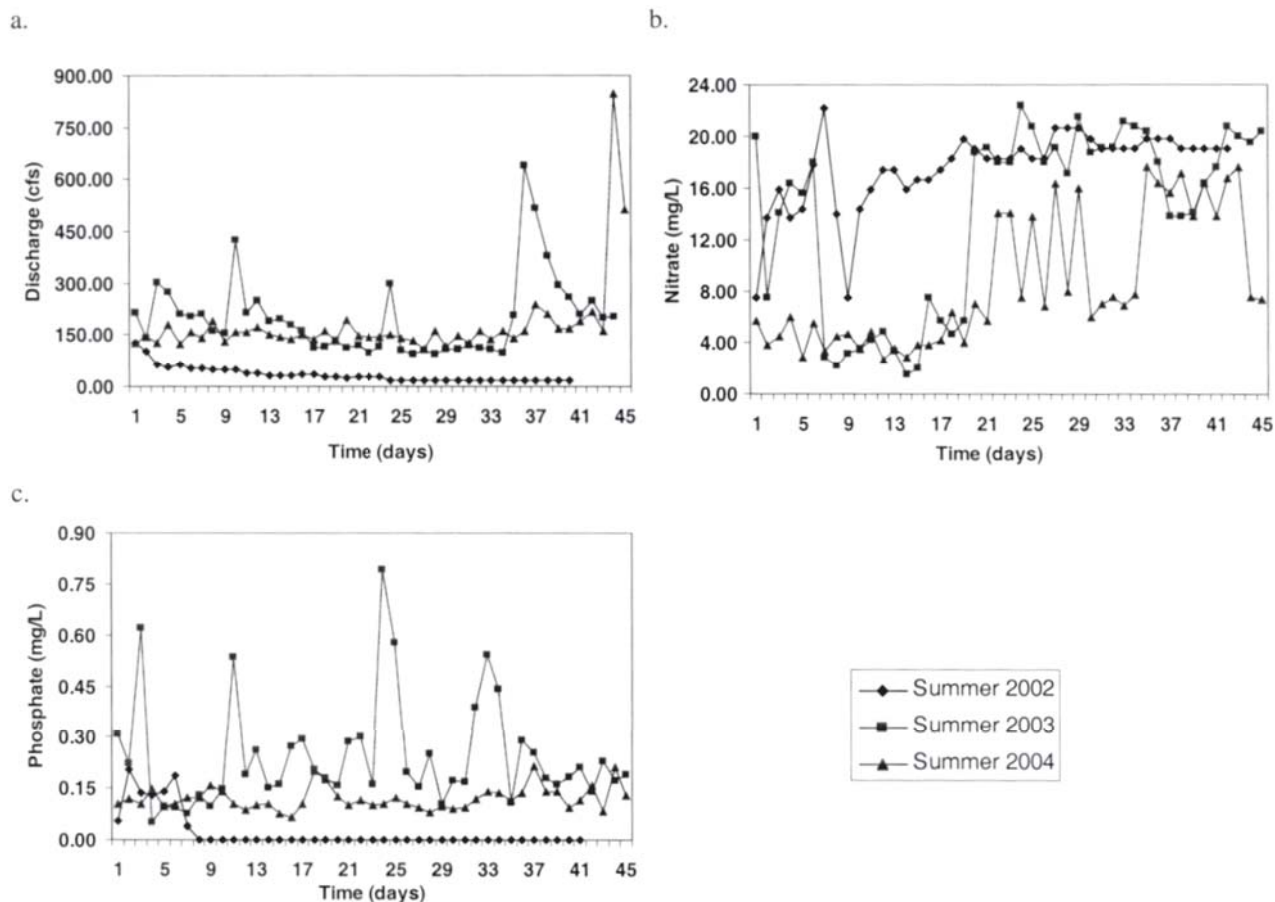 a.
900.00
750.00
600.00
450.00
300.00
150.00
0.00
Discharge (cfs)
1 5 9 13 17 21 25 29 33 37 41 45
Time (days)
b.
24.00
20.00
16.00
12.00
8.00
4.00
0.00
Nitrate (mg/L)
1 5 9 13 17 21 25 29 33 37 41 45
Time (days)
c.
0.90
0.75
0.60
0.45
0.30
0.15
0.00
Phosphate (mg/L)
1 5 9 13 17 21 25 29 33 37 41 45
Time (days)
Summer 2002
Summer 2003
Summer 2004